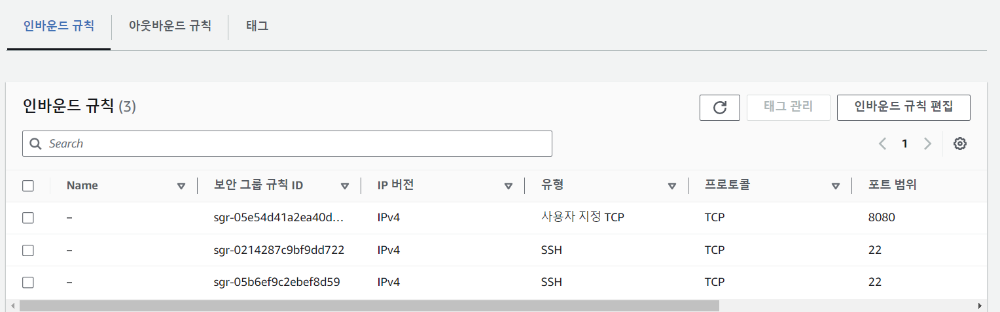 인바운드 규칙 아웃바운드 규칙 태그
인바운드 규칙 (3) 태그 관리 인바운드 규칙 편집
Search 1
Name 보안 그룹 규칙 ID IP 버전 유형 프로토콜 포트 범위
– sgr-05e54d41a2ea40d... IPv4 사용자 지정 TCP TCP 8080
– sgr-0214287c9bf9dd722 IPv4 SSH TCP 22
– sgr-05b6ef9c2ebef8d59 IPv4 SSH TCP 22